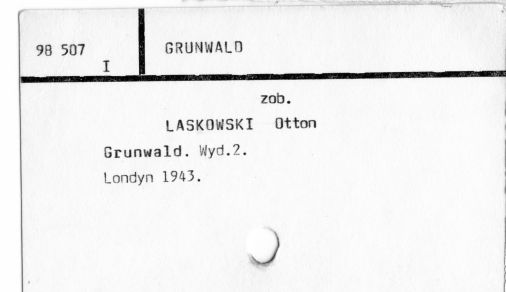 98 507 GRUNWALD
I
zob.
LASKOWSKI Otton
Grunwald. Wyd.2.
Londyn 1943.